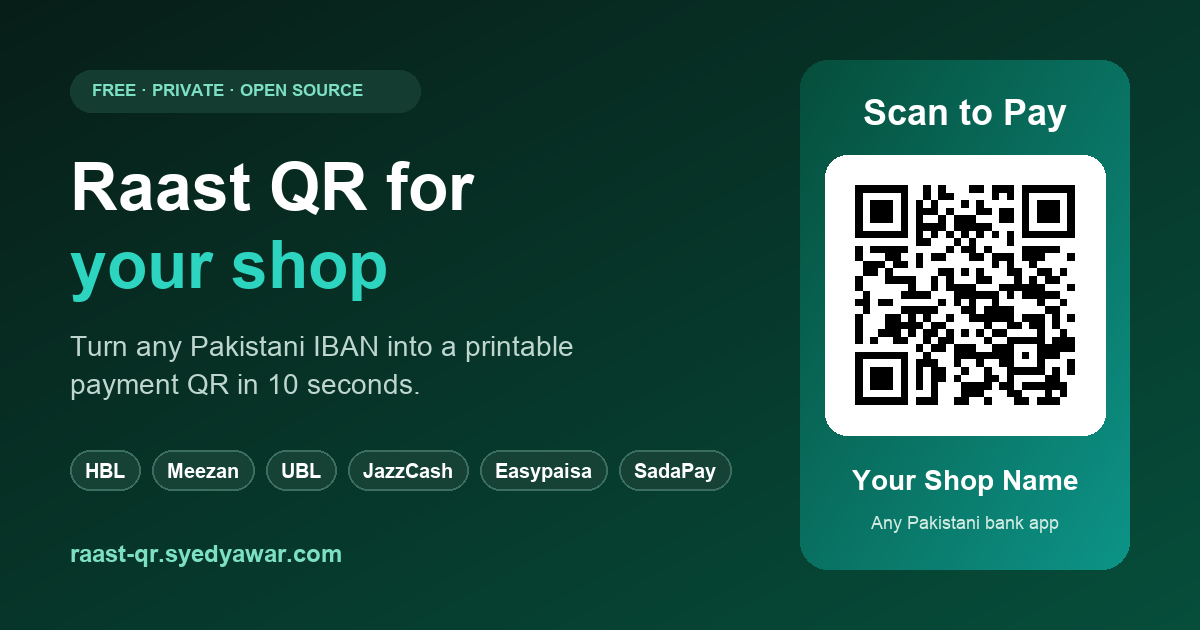 FREE · PRIVATE · OPEN SOURCE
Raast QR for
your shop
Turn any Pakistani IBAN into a printable
payment QR in 10 seconds.
HBL Meezan UBL JazzCash Easypaisa SadaPay
raast-qr.syedyawar.com
Scan to Pay
Your Shop Name
Any Pakistani bank app